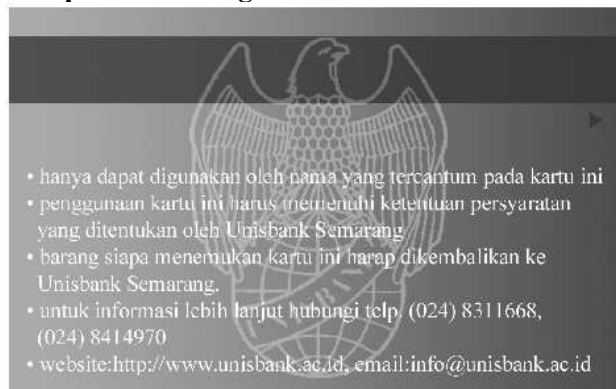 • hanya dapat digunakan oleh nama yang tercantum pada kartu ini
• penggunaan kartu ini harus memenuhi ketentuan persyaratan
yang ditentukan oleh Unisbank Semarang
• barang siapa menemukan kartu ini harap dikembalikan ke
Unisbank Semarang.
• untuk informasi lebih lanjut hubungi telp. (024) 8311668,
(024) 8414970
• website:http://www.unisbank.ac.id, email:info@unisbank.ac.id
UNISBANK